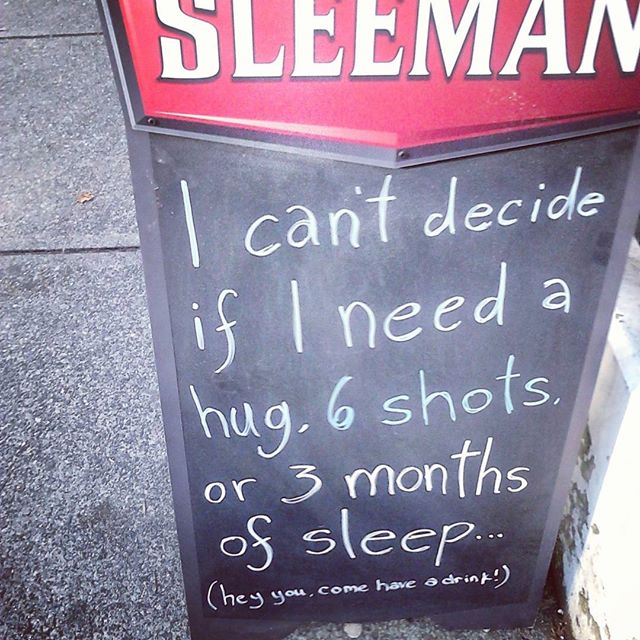 SLEEMAN
I can't decide
if I need a
hug, 6 shots,
or 3 months
of sleep...
(hey you, come have a drink!)